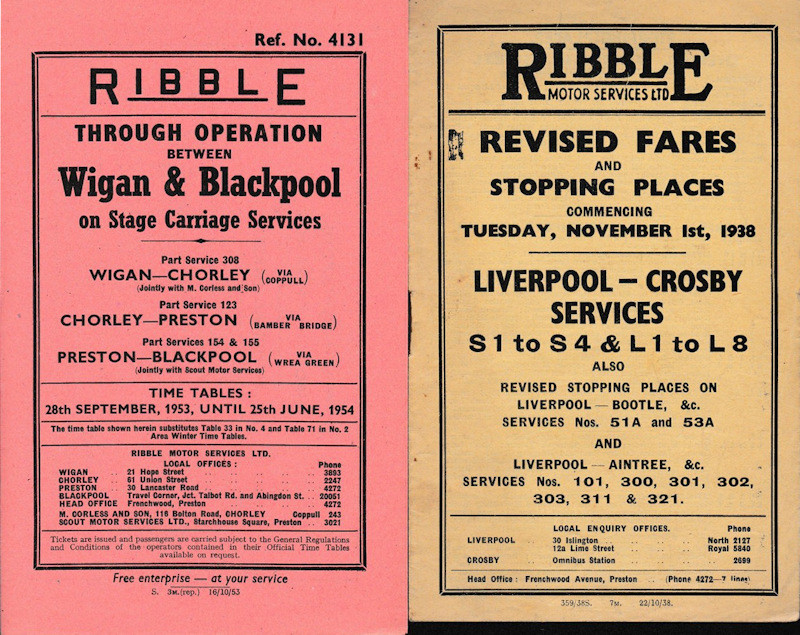 Ref. No. 4131
RIBBLE
THROUGH OPERATION
BETWEEN
Wigan & Blackpool
on Stage Carriage Services
Part Service 308
WIGAN—CHORLEY (VIA COPPULL)
(Jointly with M. Corless and Son)
Part Service 123
CHORLEY—PRESTON (VIA BAMBER BRIDGE)
Part Services 154 & 155
PRESTON—BLACKPOOL (VIA WREA GREEN)
(Jointly with Scout Motor Services)
TIME TABLES :
28th SEPTEMBER, 1953, UNTIL 25th JUNE, 1954
The time table shown herein substitutes Table 33 in No. 4 and Table 71 in No. 2
Area Winter Time Tables.
RIBBLE MOTOR SERVICES LTD.
LOCAL OFFICES : Phone
WIGAN .. 21 Hope Street .. 3893
CHORLEY .. 61 Union Street .. 2247
PRESTON .. 30 Lancaster Road .. 4272
BLACKPOOL Travel Corner, Jct. Talbot Rd. and Abingdon St. .. 20051
HEAD OFFICE Frenchwood, Preston .. 4272
M. CORLESS AND SON, 116 Bolton Road, CHORLEY Coppull 243
SCOUT MOTOR SERVICES LTD., Starchhouse Square, Preston .. 3021
Tickets are issued and passengers are carried subject to the General Regulations
and Conditions of the operators contained in their Official Time Tables
available on request.
Free enterprise — at your service
S. 3M.(rep.) 16/10/53
RIBBLE
MOTOR SERVICES LTD
REVISED FARES
AND
STOPPING PLACES
COMMENCING
TUESDAY, NOVEMBER 1st, 1938
LIVERPOOL – CROSBY
SERVICES
S1 to S4 & L1 to L8
ALSO
REVISED STOPPING PLACES ON
LIVERPOOL — BOOTLE, &c.
SERVICES Nos. 51A and 53A
AND
LIVERPOOL — AINTREE, &c.
SERVICES Nos. 101, 300, 301, 302,
303, 311 & 321.
LOCAL ENQUIRY OFFICES. Phone
LIVERPOOL .. 30 Islington .. North 2127
12a Lime Street .. Royal 5840
CROSBY .. Omnibus Station .. 2699
Head Office : Frenchwood Avenue, Preston .. (Phone 4272—7 lines)
359/38S. 7M. 22/10/38.